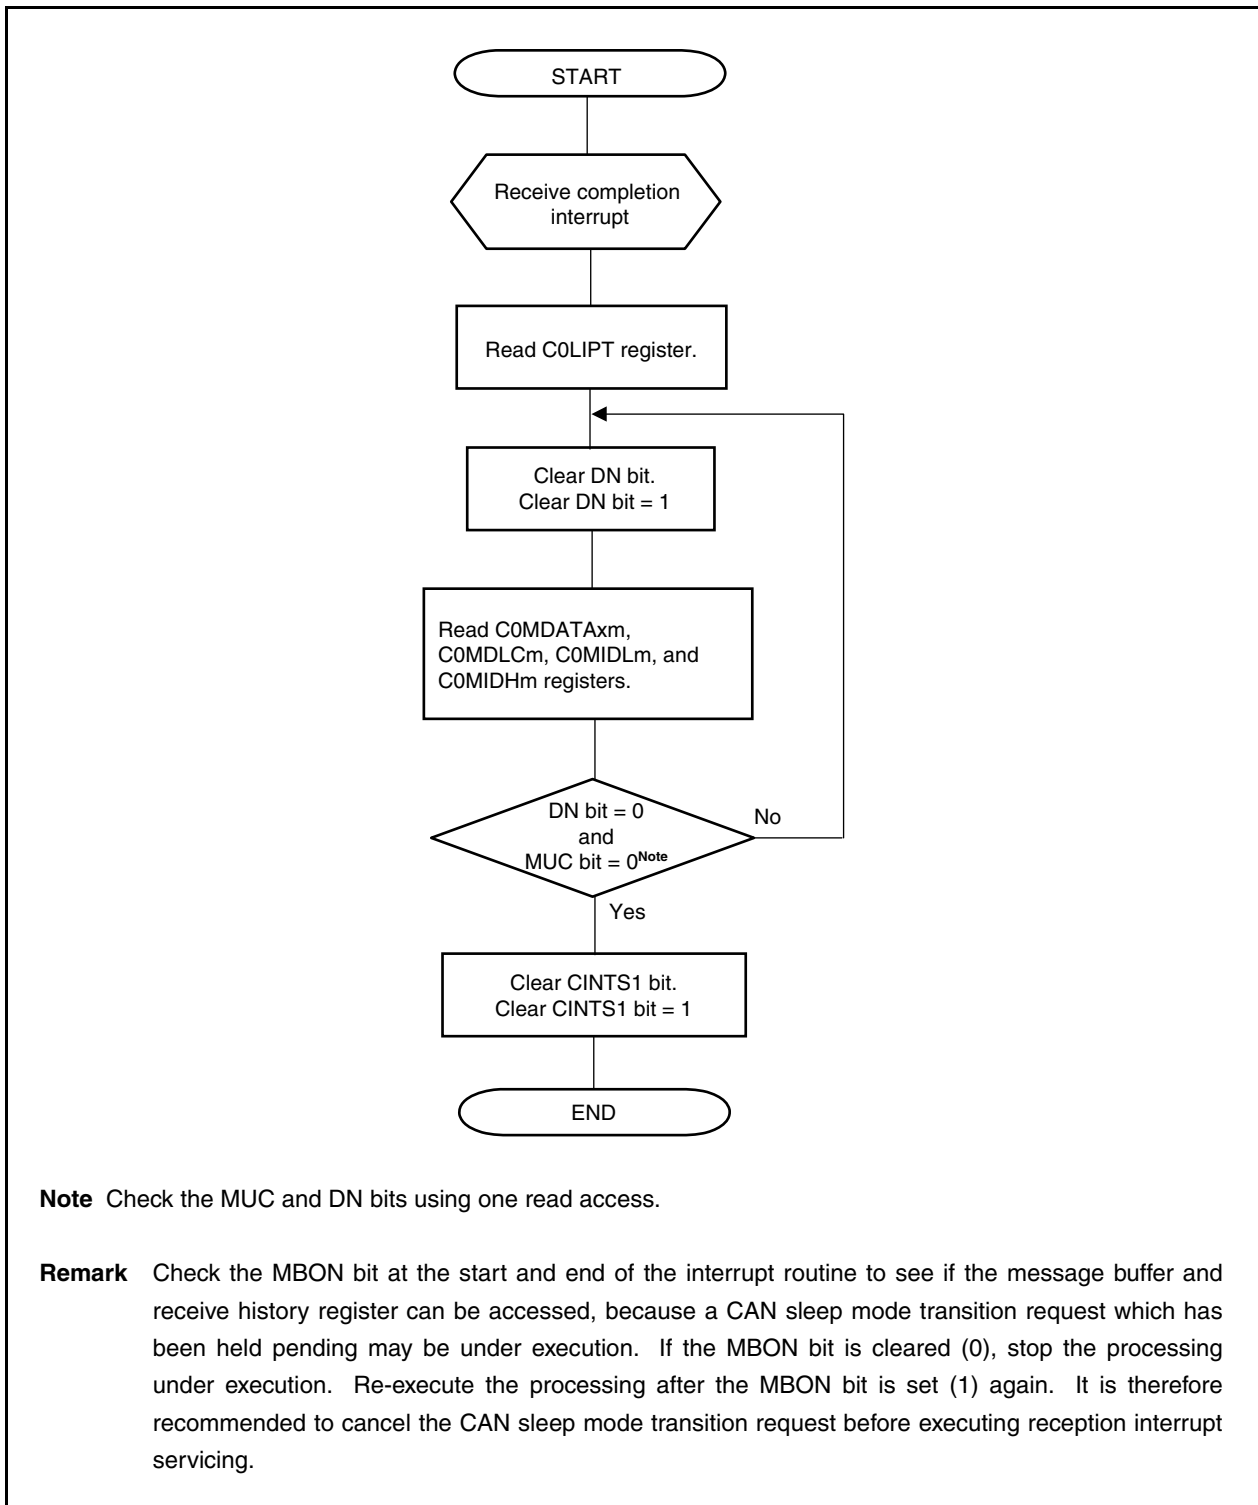 START
Receive completion
interrupt
Read C0LIPT register.
Clear DN bit.
Clear DN bit = 1
Read C0MDATAxm,
C0MDLCm, C0MIDLm, and
C0MIDHm registers.
DN bit = 0
and
MUC bit = 0Note
No
Yes
Clear CINTS1 bit.
Clear CINTS1 bit = 1
END
Note Check the MUC and DN bits using one read access.
Remark Check the MBON bit at the start and end of the interrupt routine to see if the message buffer and
receive history register can be accessed, because a CAN sleep mode transition request which has
been held pending may be under execution. If the MBON bit is cleared (0), stop the processing
under execution. Re-execute the processing after the MBON bit is set (1) again. It is therefore
recommended to cancel the CAN sleep mode transition request before executing reception interrupt
servicing.